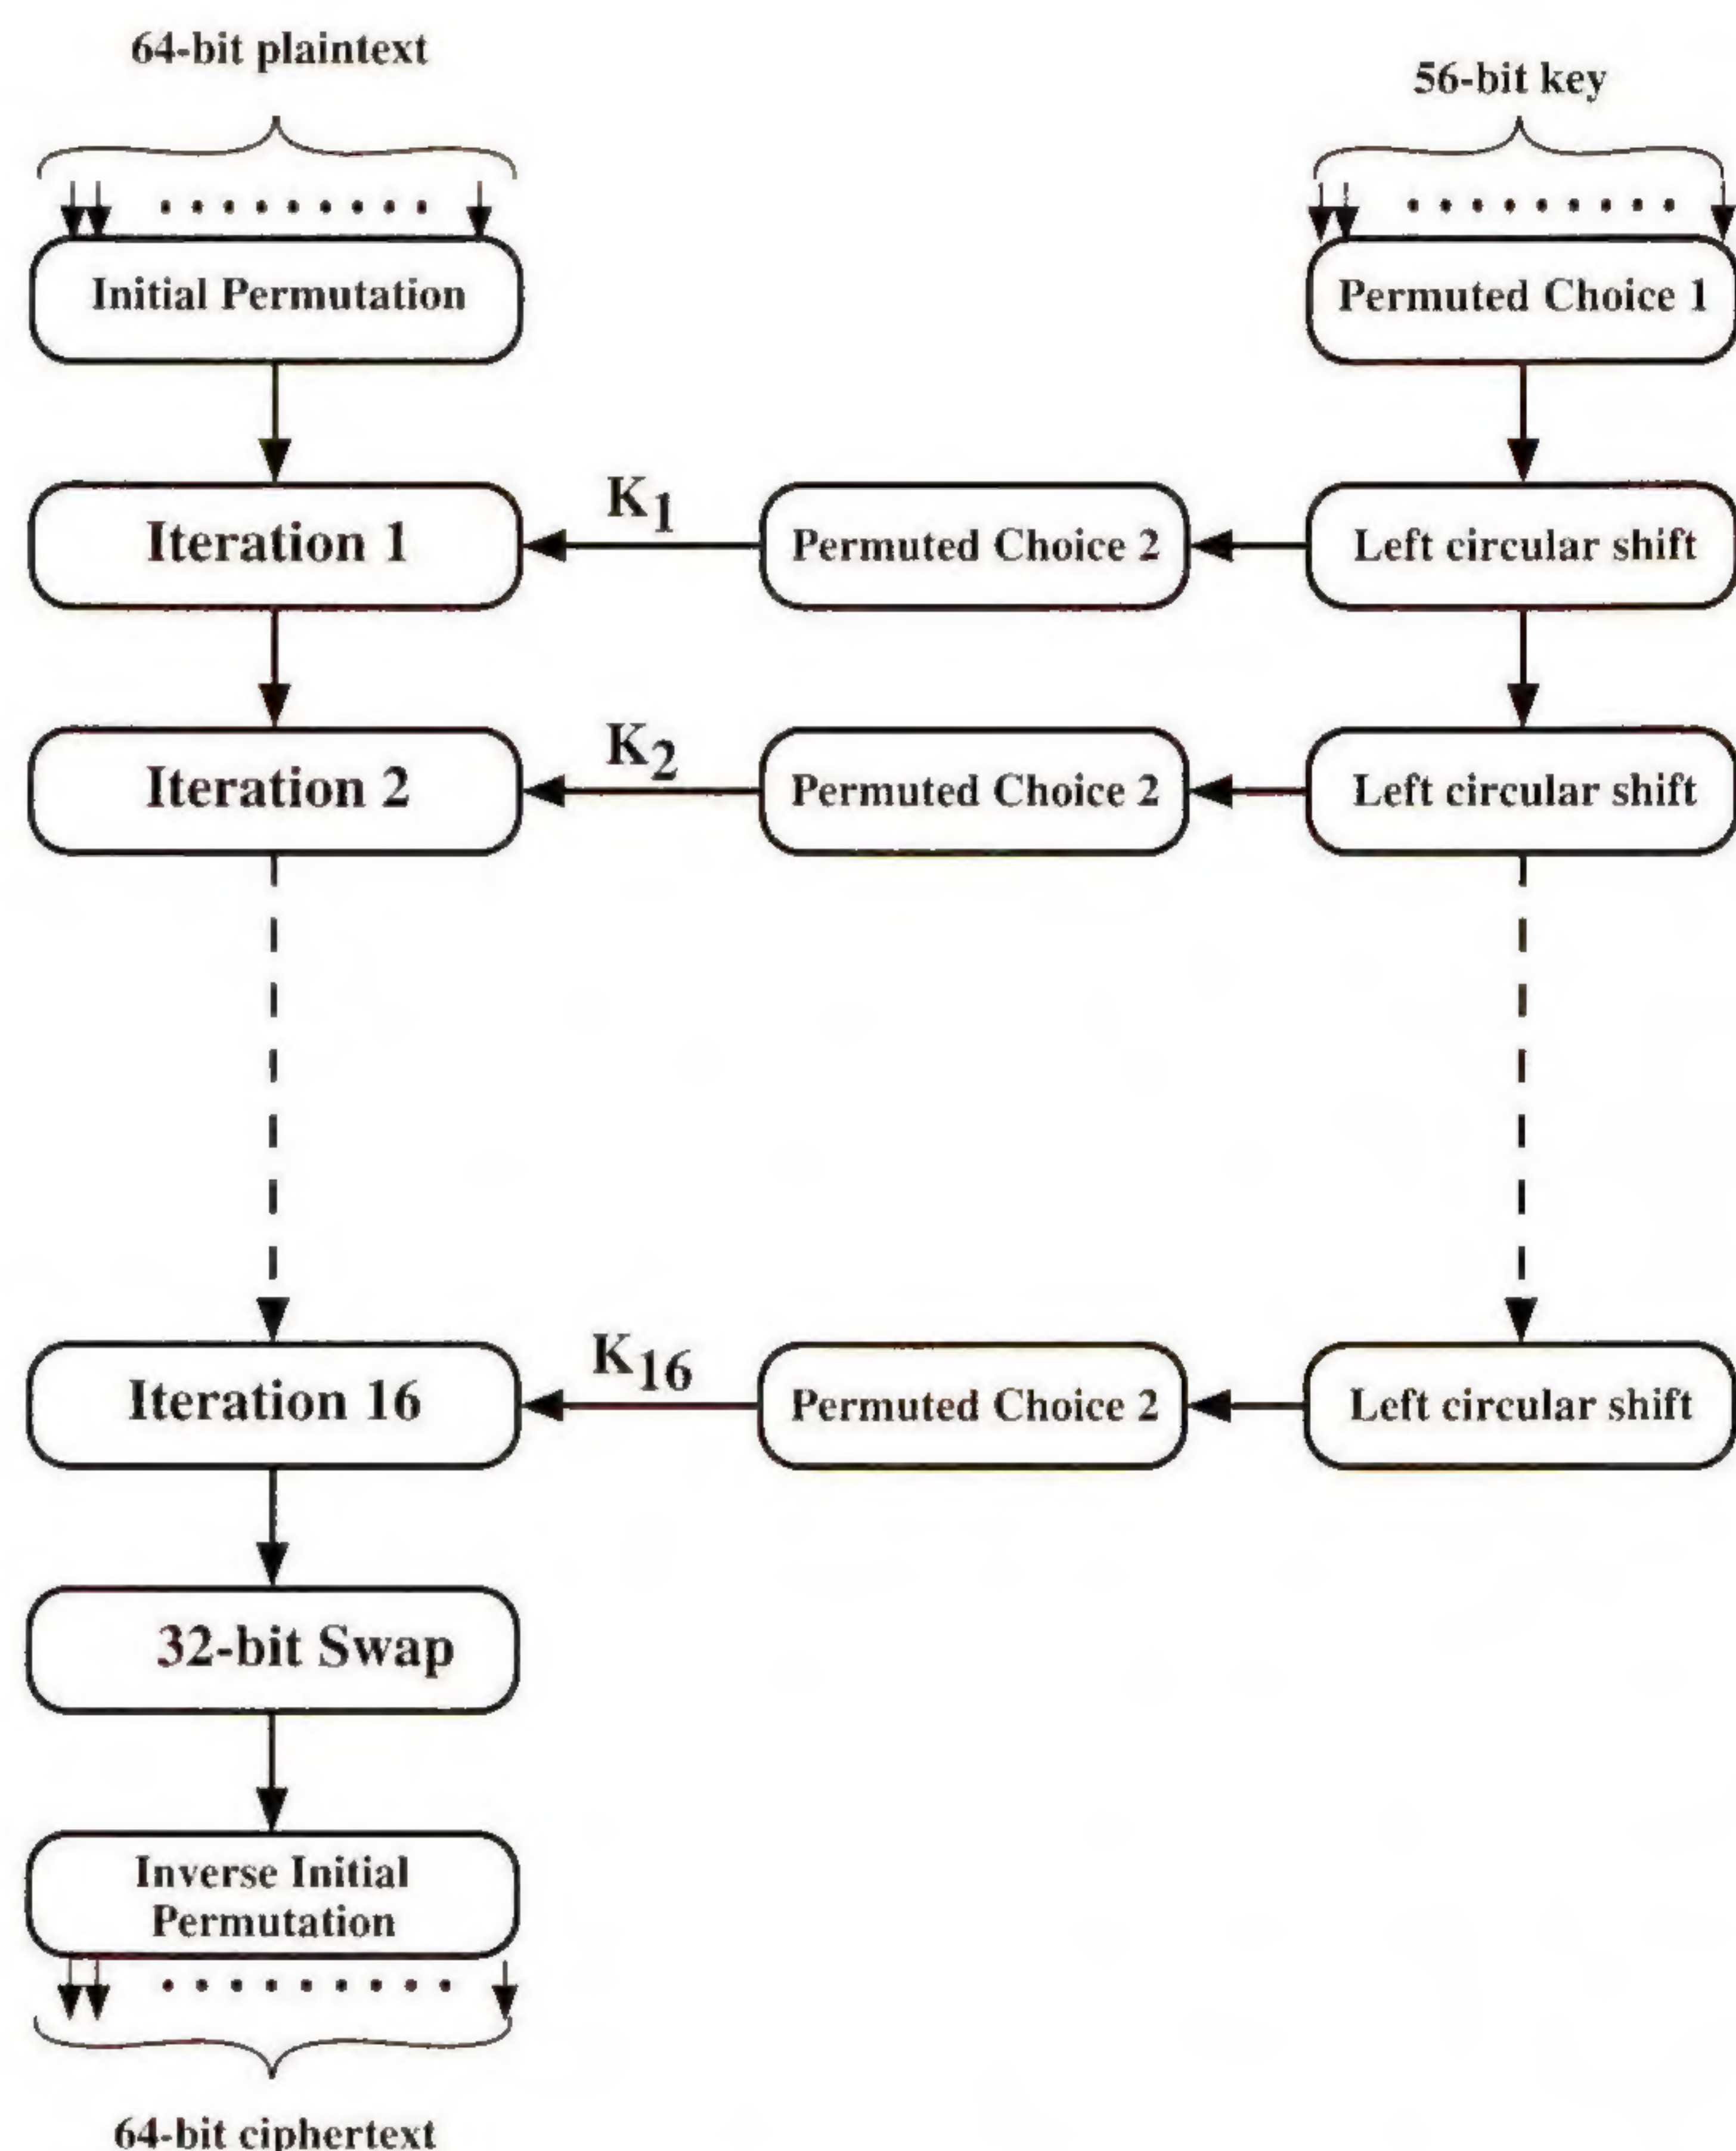 64-bit plaintext
56-bit key
Initial Permutation
Permuted Choice 1
K1
Iteration 1
Permuted Choice 2
Left circular shift
K2
Iteration 2
Permuted Choice 2
Left circular shift
K16
Iteration 16
Permuted Choice 2
Left circular shift
32-bit Swap
Inverse Initial
Permutation
64-bit ciphertext